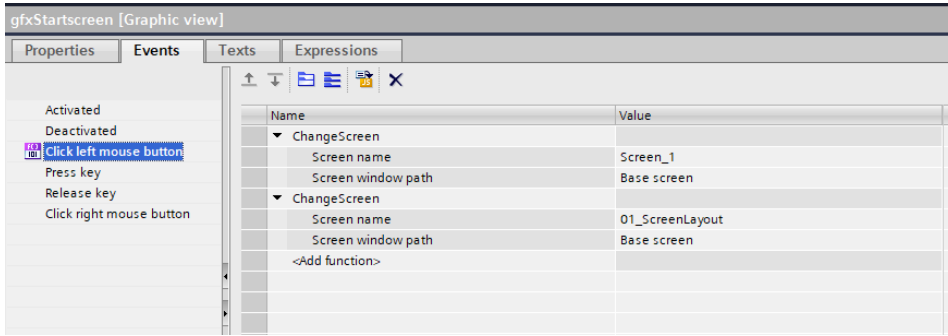 gfxStartscreen [Graphic view]
Properties Events Texts Expressions
Activated
Deactivated
Click left mouse button
Press key
Release key
Click right mouse button
Name Value
ChangeScreen
Screen name Screen_1
Screen window path Base screen
ChangeScreen
Screen name 01_ScreenLayout
Screen window path Base screen
<Add function>